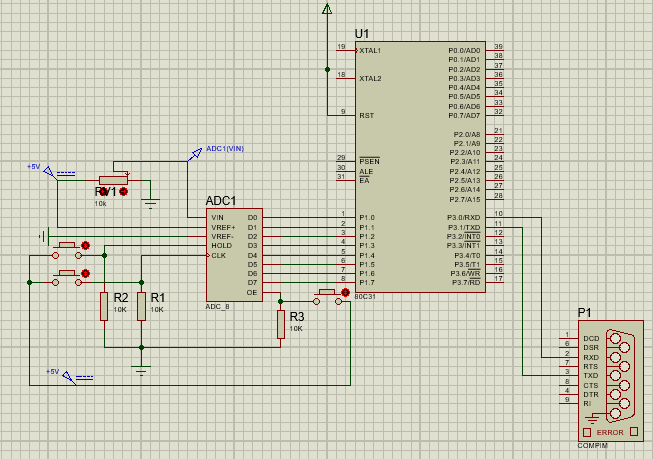 U1
19 XTAL1 P0.0/AD0 39
P0.1/AD1 38
18 XTAL2 P0.2/AD2 37
P0.3/AD3 36
P0.4/AD4 35
P0.5/AD5 34
P0.6/AD6 33
9 RST P0.7/AD7 32
P2.0/A8 21
P2.1/A9 22
P2.2/A10 23
29 PSEN P2.3/A11 24
30 ALE P2.4/A12 25
31 EA P2.5/A13 26
P2.6/A14 27
P2.7/A15 28
1 P1.0 P3.0/RXD 10
2 P1.1 P3.1/TXD 11
3 P1.2 P3.2/INT0 12
4 P1.3 P3.3/INT1 13
5 P1.4 P3.4/T0 14
6 P1.5 P3.5/T1 15
7 P1.6 P3.6/WR 16
8 P1.7 P3.7/RD 17
80C31
ADC1(VIN)
+5V
RV1
10k
ADC1
VIN D0
VREF+ D1
VREF- D2
HOLD D3
CLK D4
D5
D6
D7
OE
ADC_8
R2
10K
R1
10K
R3
10K
+5V
P1
1 DCD
6 DSR
2 RXD
7 RTS
3 TXD
8 CTS
4 DTR
9 RI
ERROR
COMPIM